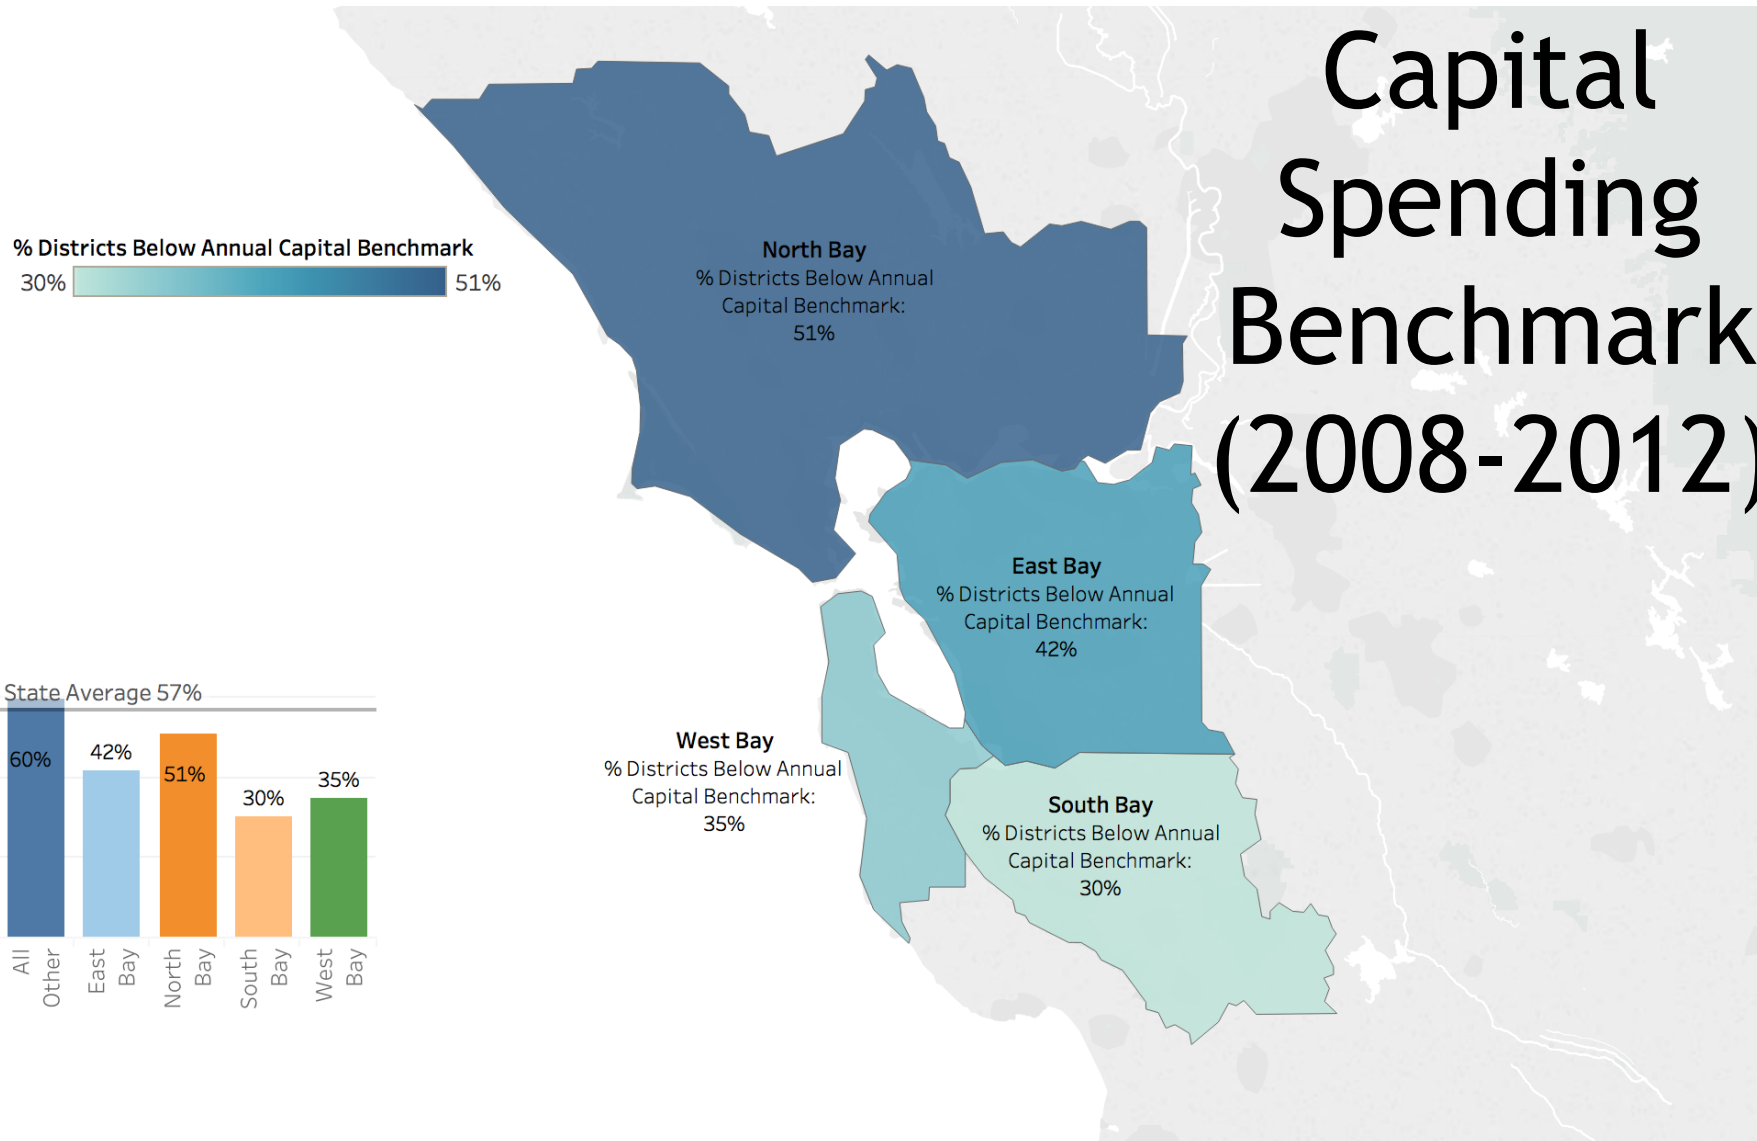 Capital
Spending
Benchmark
(2008-2012)
% Districts Below Annual Capital Benchmark
30% 51%
North Bay
% Districts Below Annual
Capital Benchmark:
51%
East Bay
% Districts Below Annual
Capital Benchmark:
42%
West Bay
% Districts Below Annual
Capital Benchmark:
35%
South Bay
% Districts Below Annual
Capital Benchmark:
30%
State Average 57%
60%
42%
51%
30%
35%
All
Other
East
Bay
North
Bay
South
Bay
West
Bay